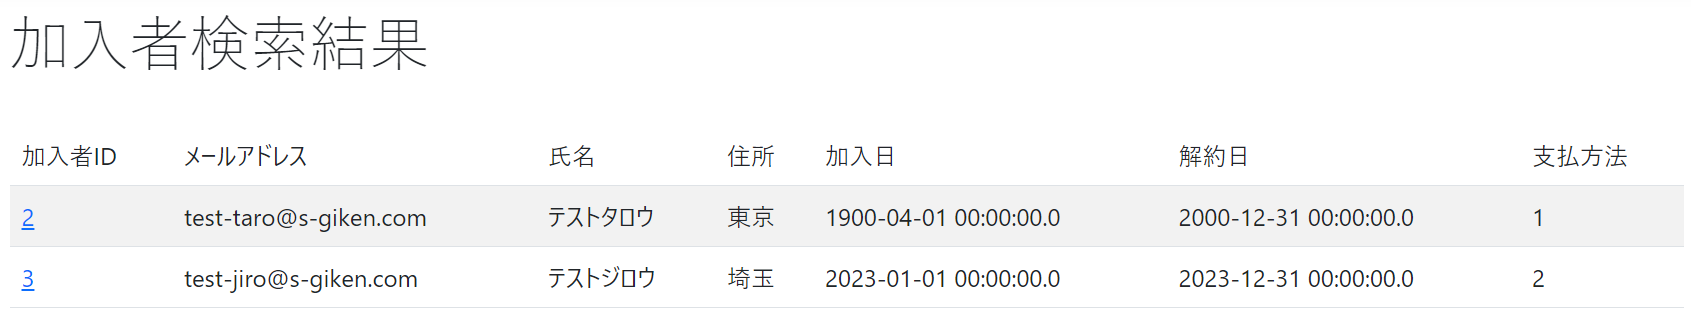 加入者検索結果
加入者ID メールアドレス 氏名 住所 加入日 解約日 支払方法
2 test-taro@s-giken.com テストタロウ 東京 1900-04-01 00:00:00.0 2000-12-31 00:00:00.0 1
3 test-jiro@s-giken.com テストジロウ 埼玉 2023-01-01 00:00:00.0 2023-12-31 00:00:00.0 2